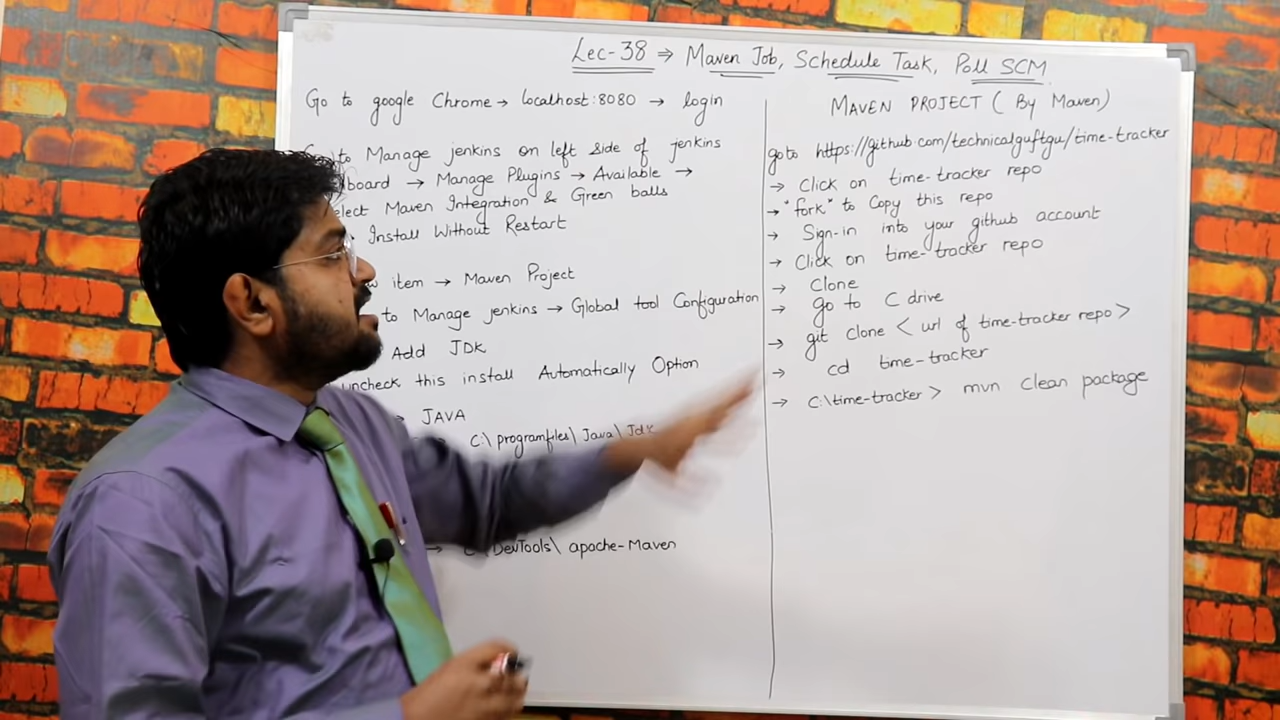 Lec-38 → Maven Job, Schedule Task, Poll SCM
Go to google Chrome → localhost:8080 → login
to Manage jenkins on left side of jenkins
board → Manage Plugins → Available →
elect Maven Integration & Green balls
Install Without Restart
item → Maven Project
to Manage jenkins → Global tool Configuration
Add JDK
uncheck this install Automatically Option
→ JAVA
C:\programfiles\Java\Jdk
→ DevTools\ apache-Maven
MAVEN PROJECT ( By Maven)
goto https://github.com/technicalguftgu/time-tracker
→ Click on time-tracker repo
→ "fork" to Copy this repo
→ Sign-in into your github account
→ Click on time-tracker repo
→ Clone
→ go to C drive
→ git clone < url of time-tracker repo >
→ cd time-tracker
→ C:\time-tracker > mvn clean package